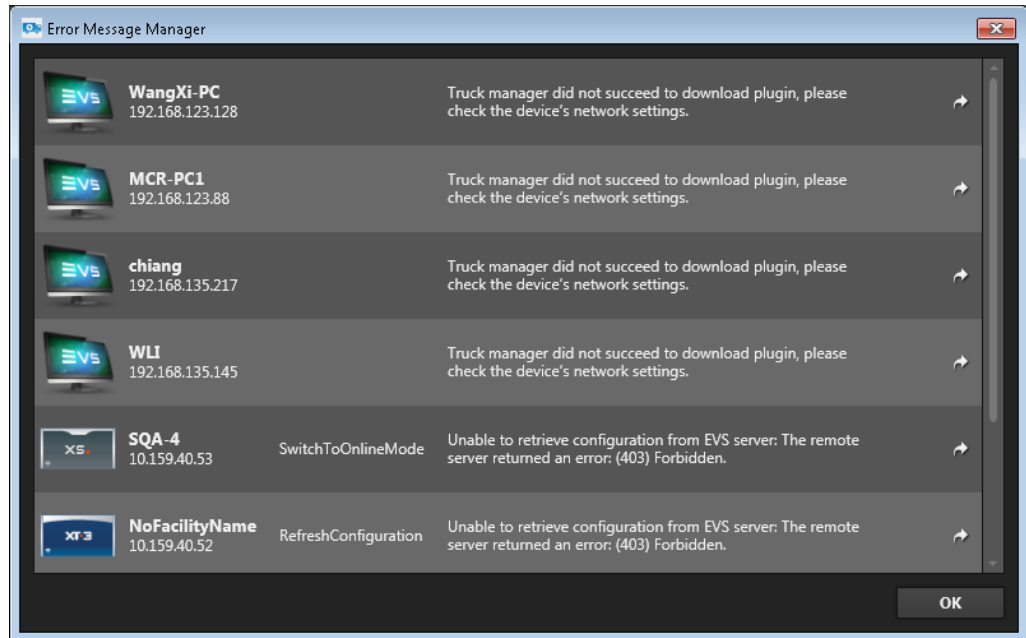 Error Message Manager
EVS
WangXi-PC
192.168.123.128
Truck manager did not succeed to download plugin, please
check the device's network settings.
EVS
MCR-PC1
192.168.123.88
Truck manager did not succeed to download plugin, please
check the device's network settings.
EVS
chiang
192.168.135.217
Truck manager did not succeed to download plugin, please
check the device's network settings.
EVS
WLI
192.168.135.145
Truck manager did not succeed to download plugin, please
check the device's network settings.
XS
SQA-4
10.159.40.53
SwitchToOnlineMode
Unable to retrieve configuration from EVS server: The remote
server returned an error: (403) Forbidden.
XT3
NoFacilityName
10.159.40.52
RefreshConfiguration
Unable to retrieve configuration from EVS server: The remote
server returned an error: (403) Forbidden.
OK